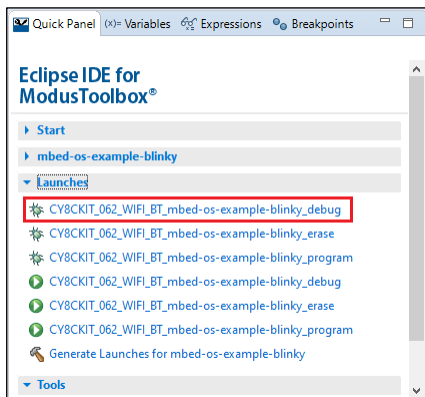 Quick Panel (x)= Variables Expressions Breakpoints
Eclipse IDE for
ModusToolbox®
Start
mbed-os-example-blinky
Launches
CY8CKIT_062_WIFI_BT_mbed-os-example-blinky_debug
CY8CKIT_062_WIFI_BT_mbed-os-example-blinky_erase
CY8CKIT_062_WIFI_BT_mbed-os-example-blinky_program
CY8CKIT_062_WIFI_BT_mbed-os-example-blinky_debug
CY8CKIT_062_WIFI_BT_mbed-os-example-blinky_erase
CY8CKIT_062_WIFI_BT_mbed-os-example-blinky_program
Generate Launches for mbed-os-example-blinky
Tools